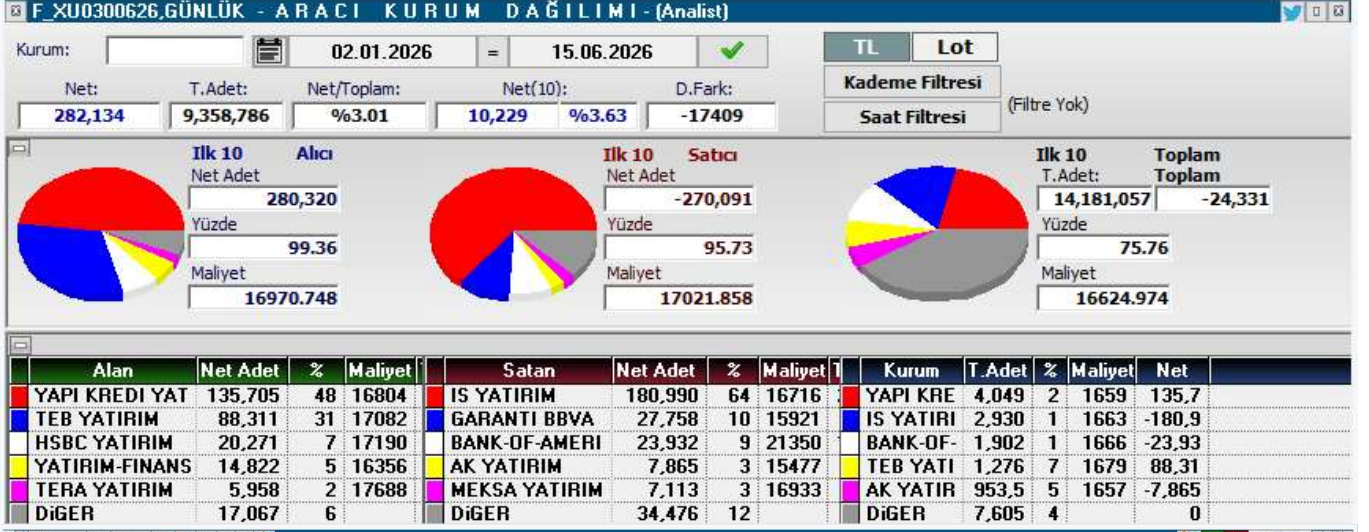 F_XU0300626,GÜNLÜK - A R A C I K U R U M D A Ğ I L I M I - (Analist)
Kurum: 02.01.2026 = 15.06.2026 TL Lot
Net: T.Adet: Net/Toplam: Net(10): D.Fark: Kademe Filtresi
282,134 9,358,786 %3.01 10,229 %3.63 -17409 Saat Filtresi (Filtre Yok)
Ilk 10 Alıcı
Net Adet
280,320
Yüzde
99.36
Maliyet
16970.748
Ilk 10 Satıcı
Net Adet
-270,091
Yüzde
95.73
Maliyet
17021.858
Ilk 10 Toplam
T.Adet: Toplam
14,181,057 -24,331
Yüzde
75.76
Maliyet
16624.974
Alan Net Adet % Maliyet Satan Net Adet % Maliyet Kurum T.Adet % Maliyet Net
YAPI KREDI YAT 135,705 48 16804 IS YATIRIM 180,990 64 16716 YAPI KRE 4,049 2 1659 135,7
TEB YATIRIM 88,311 31 17082 GARANTI BBVA 27,758 10 15921 IS YATIRI 2,930 1 1663 -180,9
HSBC YATIRIM 20,271 7 17190 BANK-OF-AMERI 23,932 9 21350 BANK-OF- 1,902 1 1666 -23,93
YATIRIM-FINANS 14,822 5 16356 AK YATIRIM 7,865 3 15477 TEB YATI 1,276 7 1679 88,31
TERA YATIRIM 5,958 2 17688 MEKSA YATIRIM 7,113 3 16933 AK YATIR 953,5 5 1657 -7,865
DiGER 17,067 6 DiGER 34,476 12 DiGER 7,605 4 0